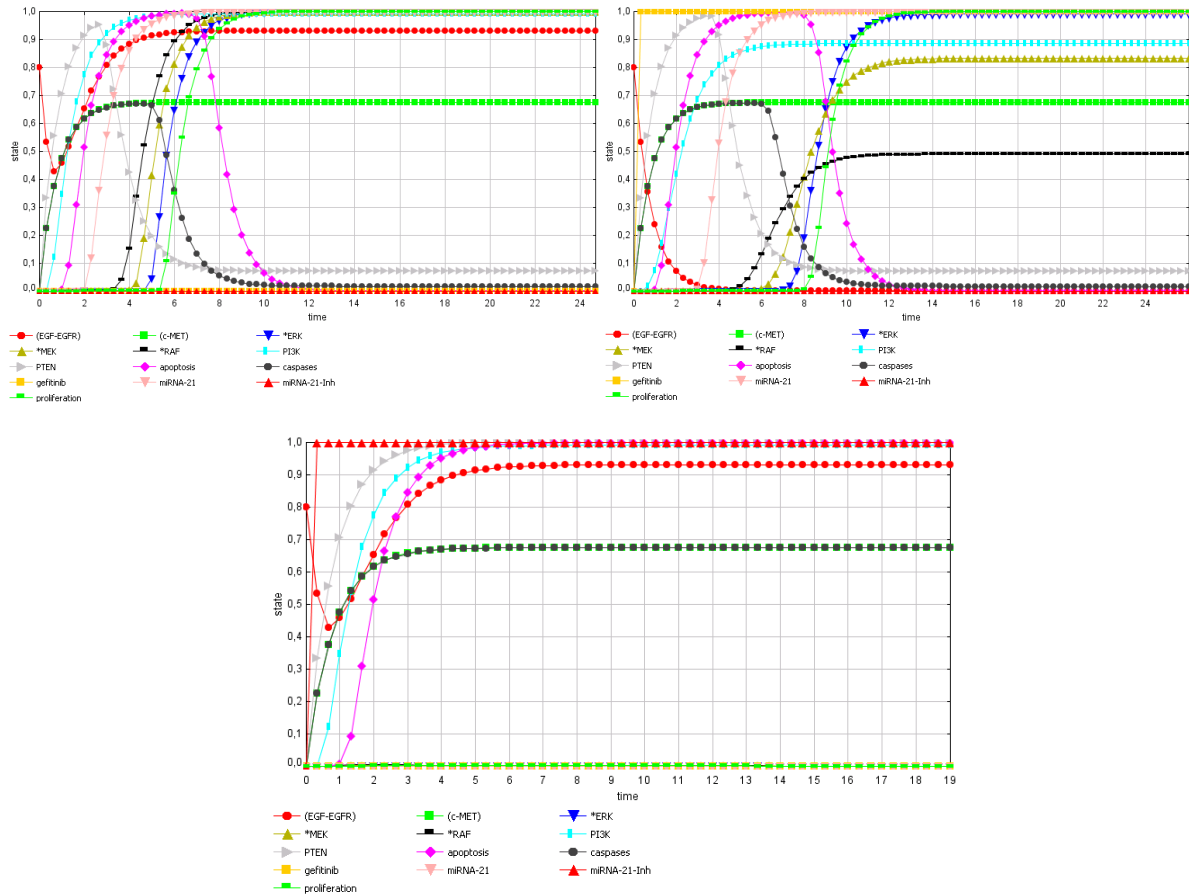 1,0
0,9
0,8
0,7
0,6
0,5
0,4
0,3
0,2
0,1
0,0
state
0 2 4 6 8 10 12 14 16 18 20 22 24
time
(EGF-EGFR) (c-MET) *ERK
*MEK *RAF PI3K
PTEN apoptosis caspases
gefitinib miRNA-21 miRNA-21-Inh
proliferation
1,0
0,9
0,8
0,7
0,6
0,5
0,4
0,3
0,2
0,1
0,0
state
0 2 4 6 8 10 12 14 16 18 20 22 24
time
(EGF-EGFR) (c-MET) *ERK
*MEK *RAF PI3K
PTEN apoptosis caspases
gefitinib miRNA-21 miRNA-21-Inh
proliferation
1,0
0,9
0,8
0,7
0,6
0,5
0,4
0,3
0,2
0,1
0,0
state
0 1 2 3 4 5 6 7 8 9 10 11 12 13 14 15 16 17 18 19
time
(EGF-EGFR) (c-MET) *ERK
*MEK *RAF PI3K
PTEN apoptosis caspases
gefitinib miRNA-21 miRNA-21-Inh
proliferation